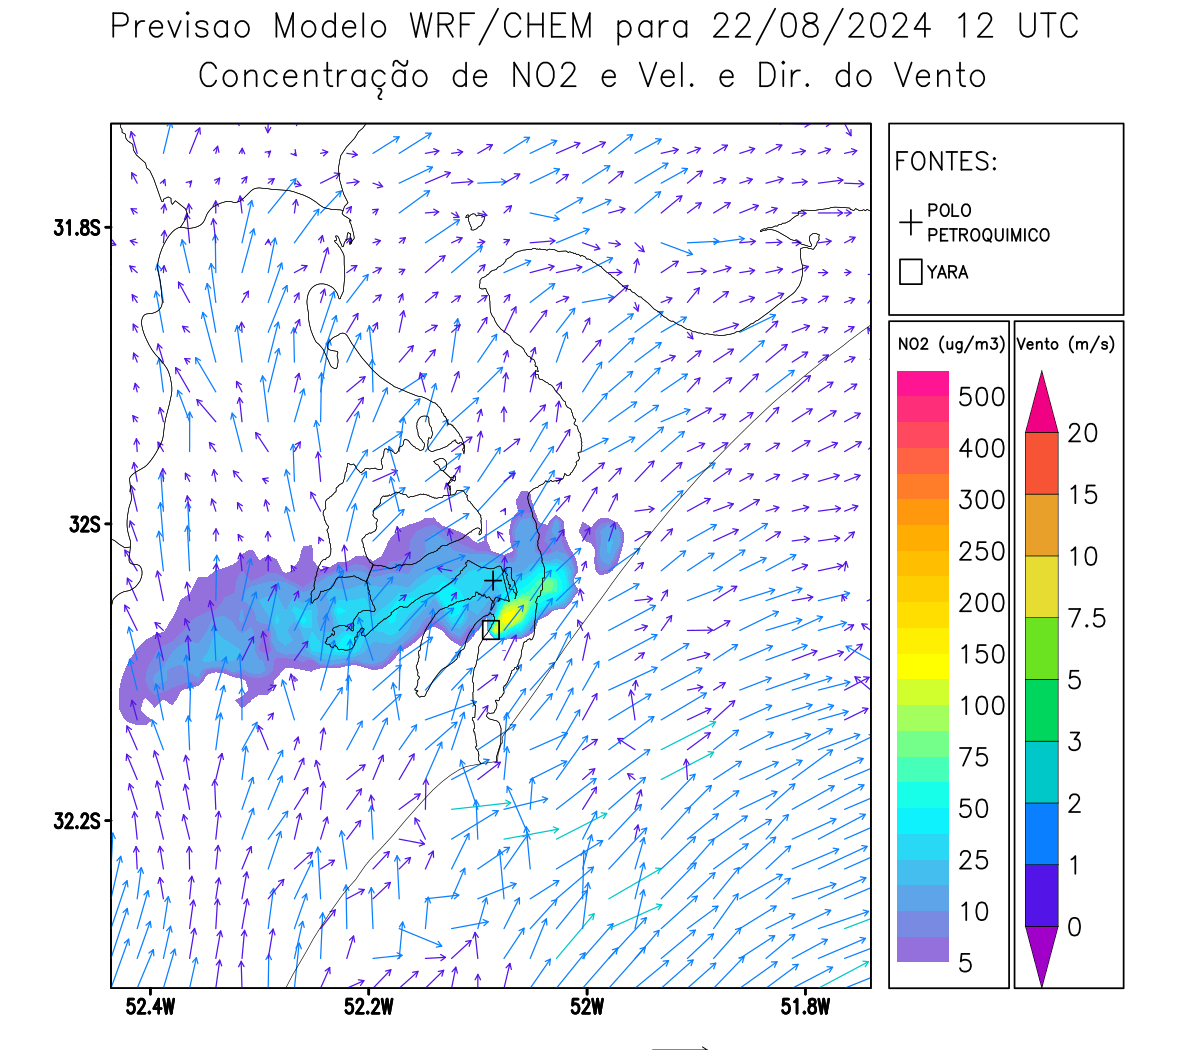 Previsao Modelo WRF/CHEM para 22/08/2024 12 UTC
Concentração de NO2 e Vel. e Dir. do Vento
FONTES:
POLO
PETROQUIMICO
YARA
NO2 (ug/m3)
500
400
300
250
200
150
100
75
50
25
10
5
Vento (m/s)
20
15
10
7.5
5
3
2
1
0
31.8S
32S
32.2S
52.4W
52.2W
52W
51.8W